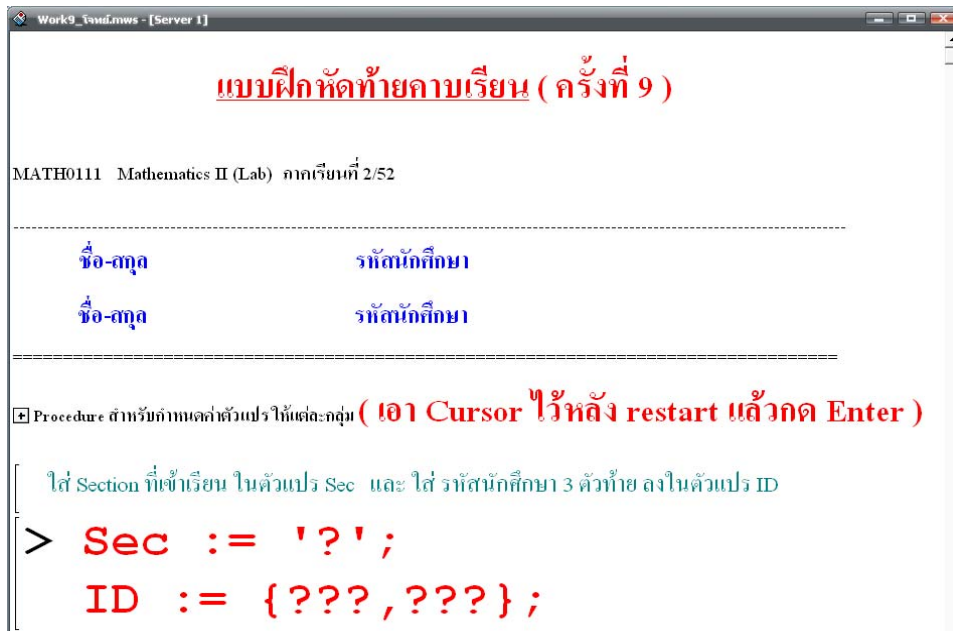 Work9_โจทย์.mws - [Server 1]
แบบฝึกหัดท้ายคาบเรียน ( ครั้งที่ 9 )
MATH0111 Mathematics II (Lab) ภาคเรียนที่ 2/52
ชื่อ-สกุล รหัสนักศึกษา
ชื่อ-สกุล รหัสนักศึกษา
Procedure สำหรับกำหนดค่าตัวแปร ให้แต่ละกลุ่ม ( เอา Cursor ไว้หลัง restart แล้วกด Enter )
ใส่ Section ที่เข้าเรียน ในตัวแปร Sec และ ใส่ รหัสนักศึกษา 3 ตัวท้าย ลงในตัวแปร ID
> Sec := '?';
ID := {???,???};